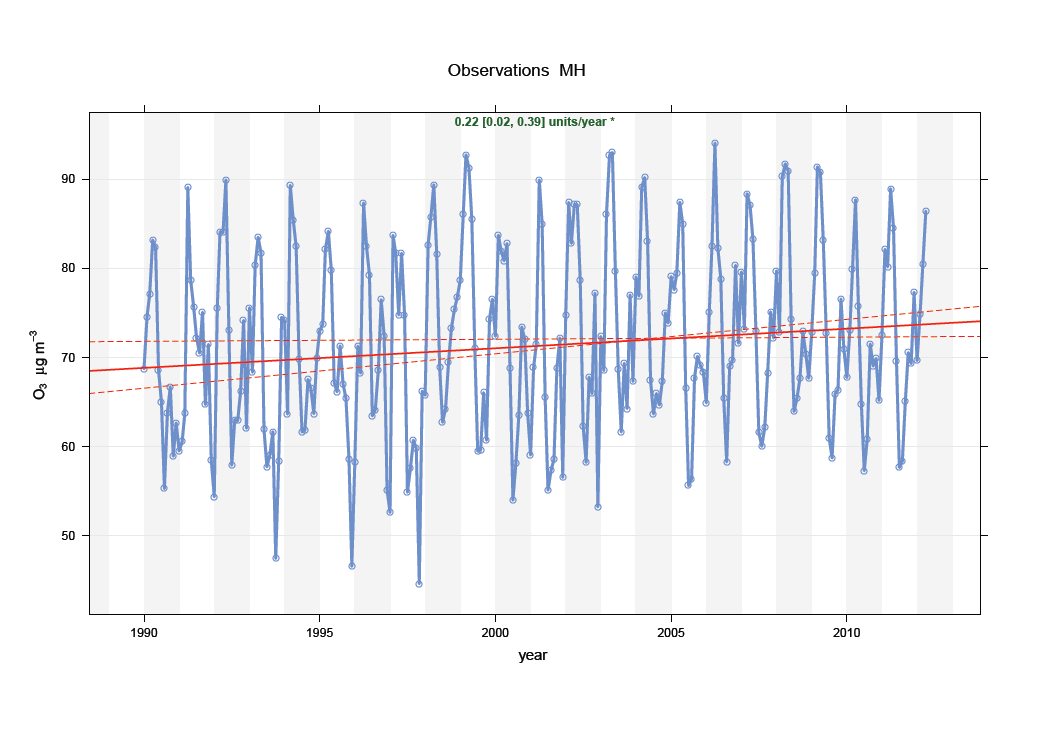 Observations MH
0.22 [0.02, 0.39] units/year *
90
80
70
60
50
O₃ µg m⁻³
1990 1995 2000 2005 2010
year